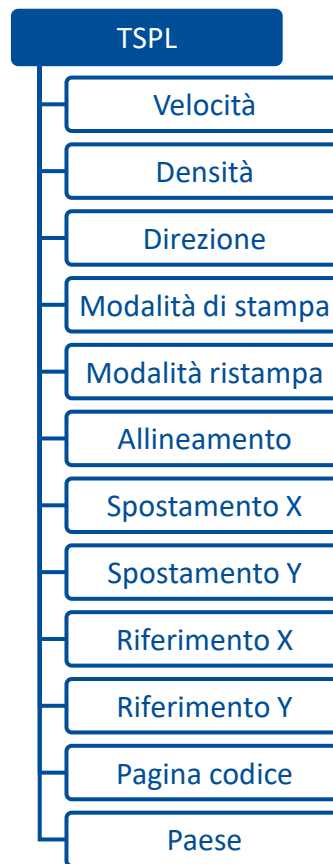 TSPL
Velocità
Densità
Direzione
Modalità di stampa
Modalità ristampa
Allineamento
Spostamento X
Spostamento Y
Riferimento X
Riferimento Y
Pagina codice
Paese